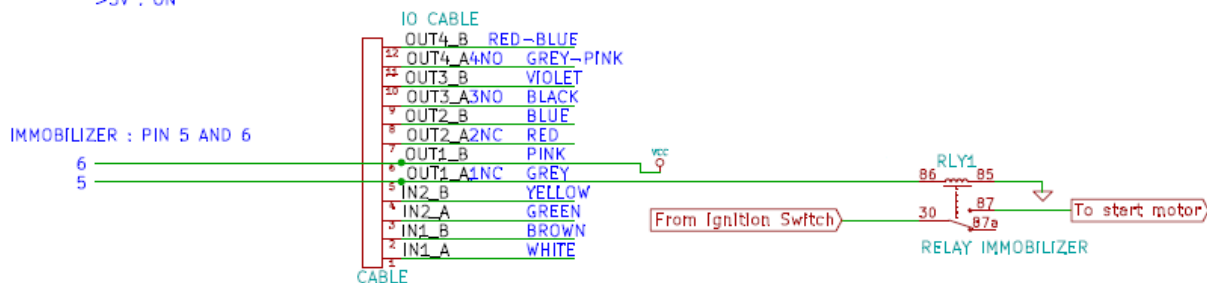 >5V : ON
IO CABLE
OUT4_B RED-BLUE
12 OUT4_A4NO GREY-PINK
11 OUT3_B VIOLET
10 OUT3_A3NO BLACK
9 OUT2_B BLUE
8 OUT2_A2NC RED
7 OUT1_B PINK
6 OUT1_A1NC GREY
5 IN2_B YELLOW
4 IN2_A GREEN
3 IN1_B BROWN
2 IN1_A WHITE
1
CABLE
IMMOBILIZER : PIN 5 AND 6
6
5
VCC
RLY1
86 85
30 87
87a
From Ignition Switch
To start motor
RELAY IMMOBILIZER